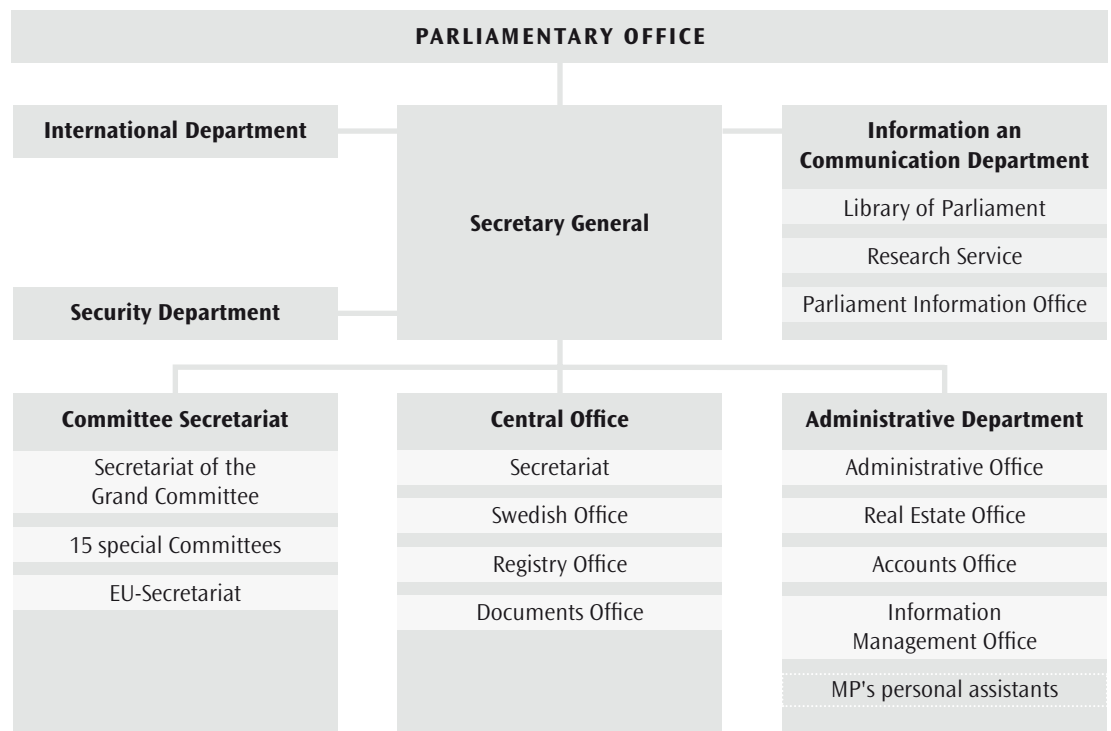 PARLIAMENTARY OFFICE
International Department
Secretary General
Information an
Communication Department
Library of Parliament
Research Service
Parliament Information Office
Security Department
Committee Secretariat
Secretariat of the
Grand Committee
15 special Committees
EU-Secretariat
Central Office
Secretariat
Swedish Office
Registry Office
Documents Office
Administrative Department
Administrative Office
Real Estate Office
Accounts Office
Information
Management Office
MP's personal assistants